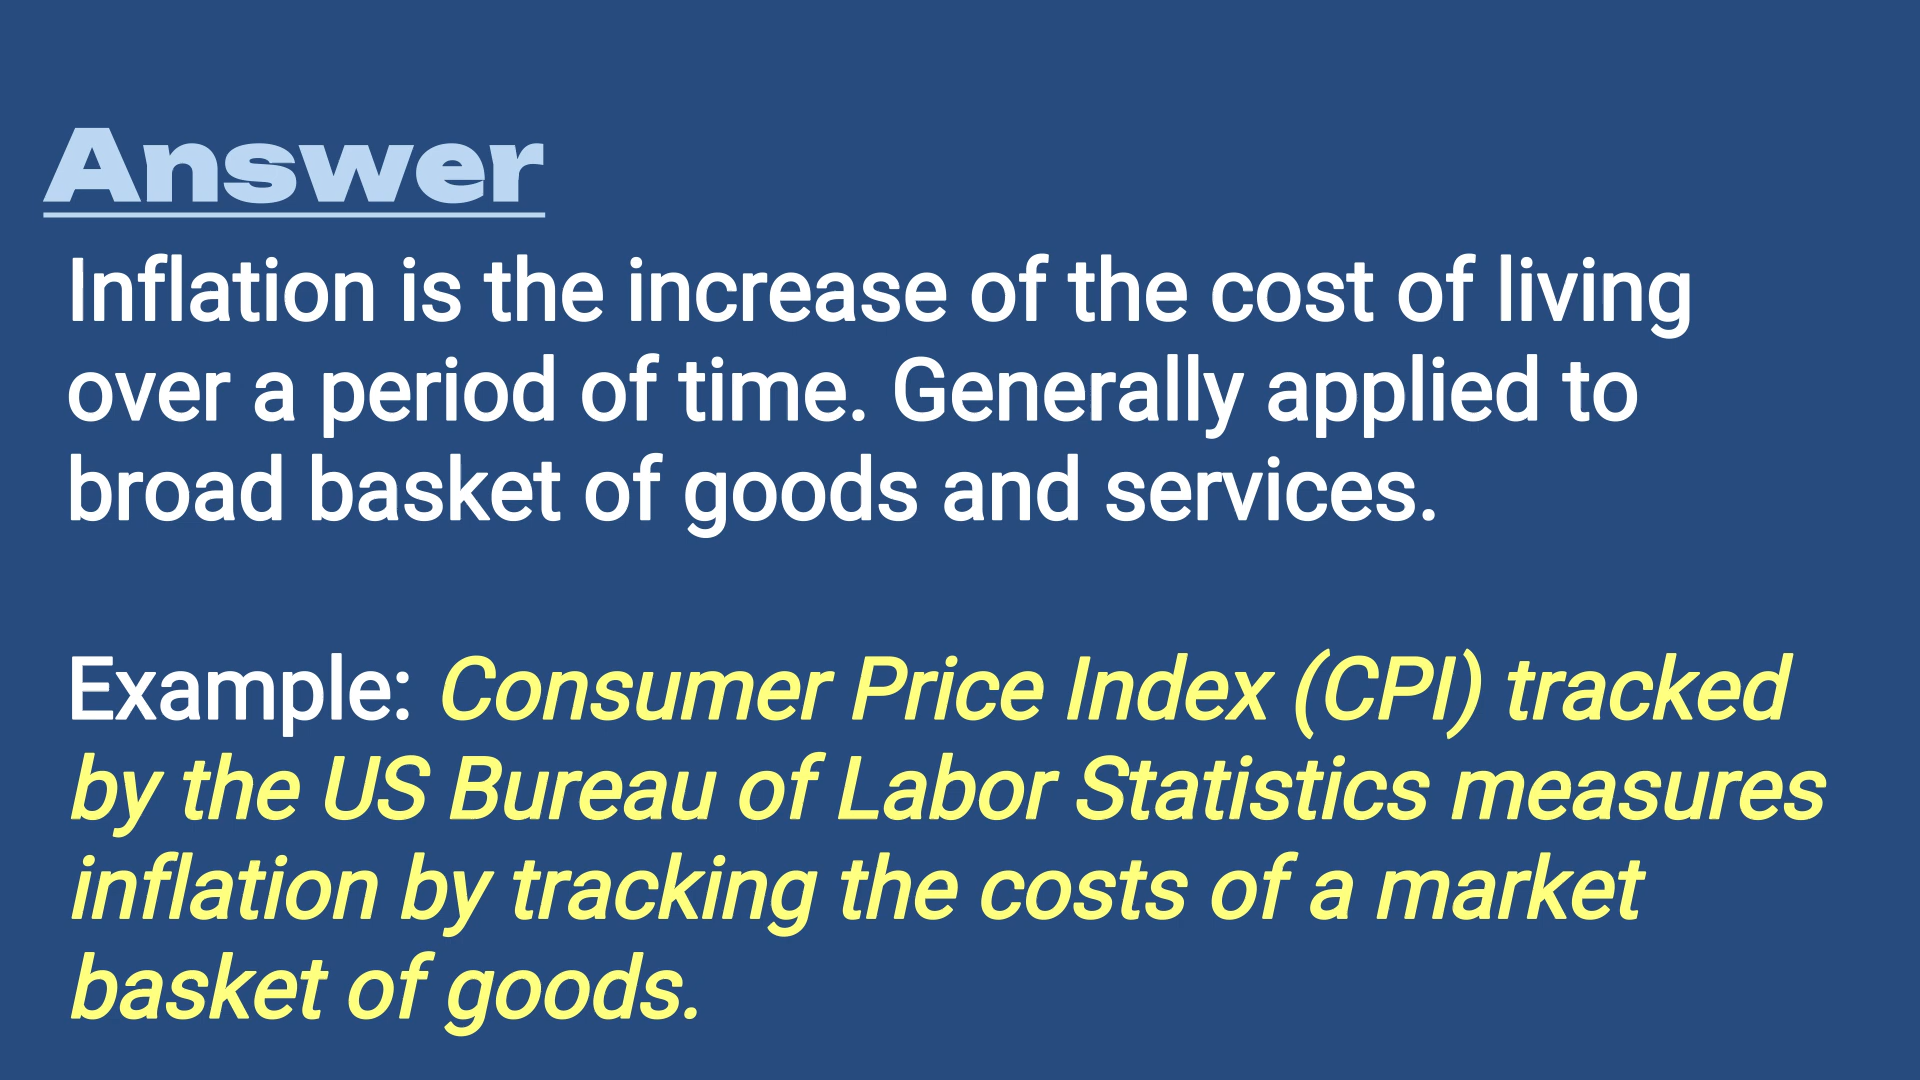 Answer
Inflation is the increase of the cost of living
over a period of time. Generally applied to
broad basket of goods and services.
Example: Consumer Price Index (CPI) tracked
by the US Bureau of Labor Statistics measures
inflation by tracking the costs of a market
basket of goods.